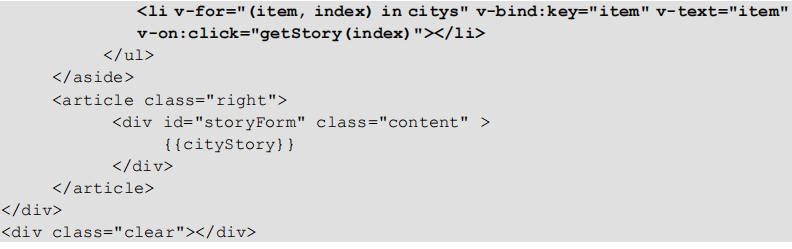 <li v-for="(item, index) in citys" v-bind:key="item" v-text="item"
v-on:click="getStory(index)"></li>
</ul>
</aside>
<article class="right">
<div id="storyForm" class="content" >
{{cityStory}}
</div>
</article>
</div>
<div class="clear"></div>